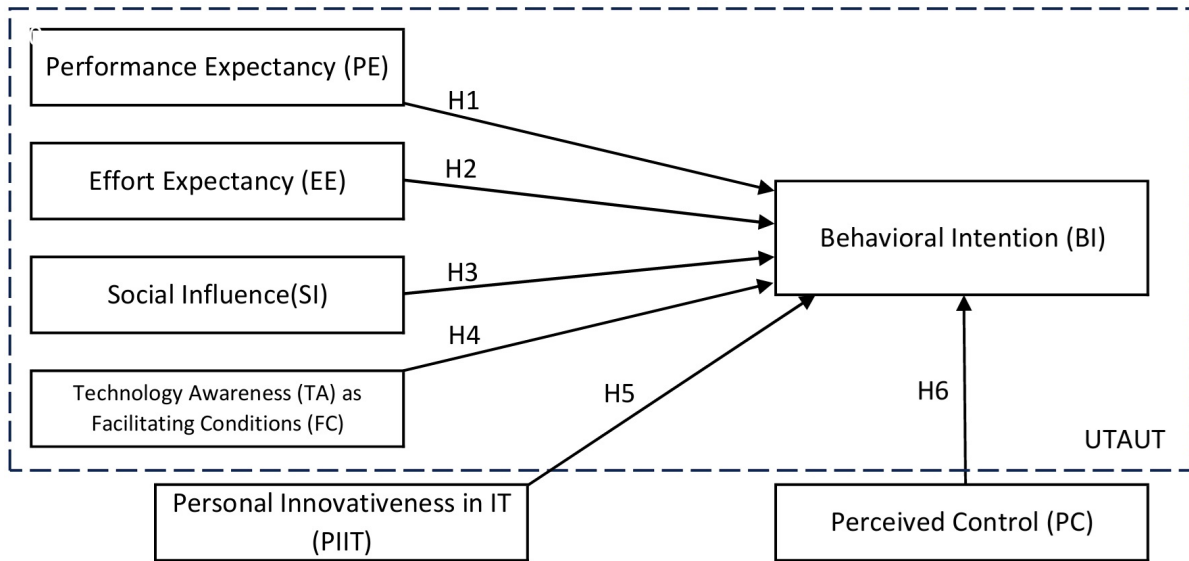 Performance Expectancy (PE)
H1
Effort Expectancy (EE)
H2
Behavioral Intention (BI)
Social Influence(SI)
H3
H4
Technology Awareness (TA) as
Facilitating Conditions (FC)
H5
H6
UTAUT
Personal Innovativeness in IT
(PIIT)
Perceived Control (PC)